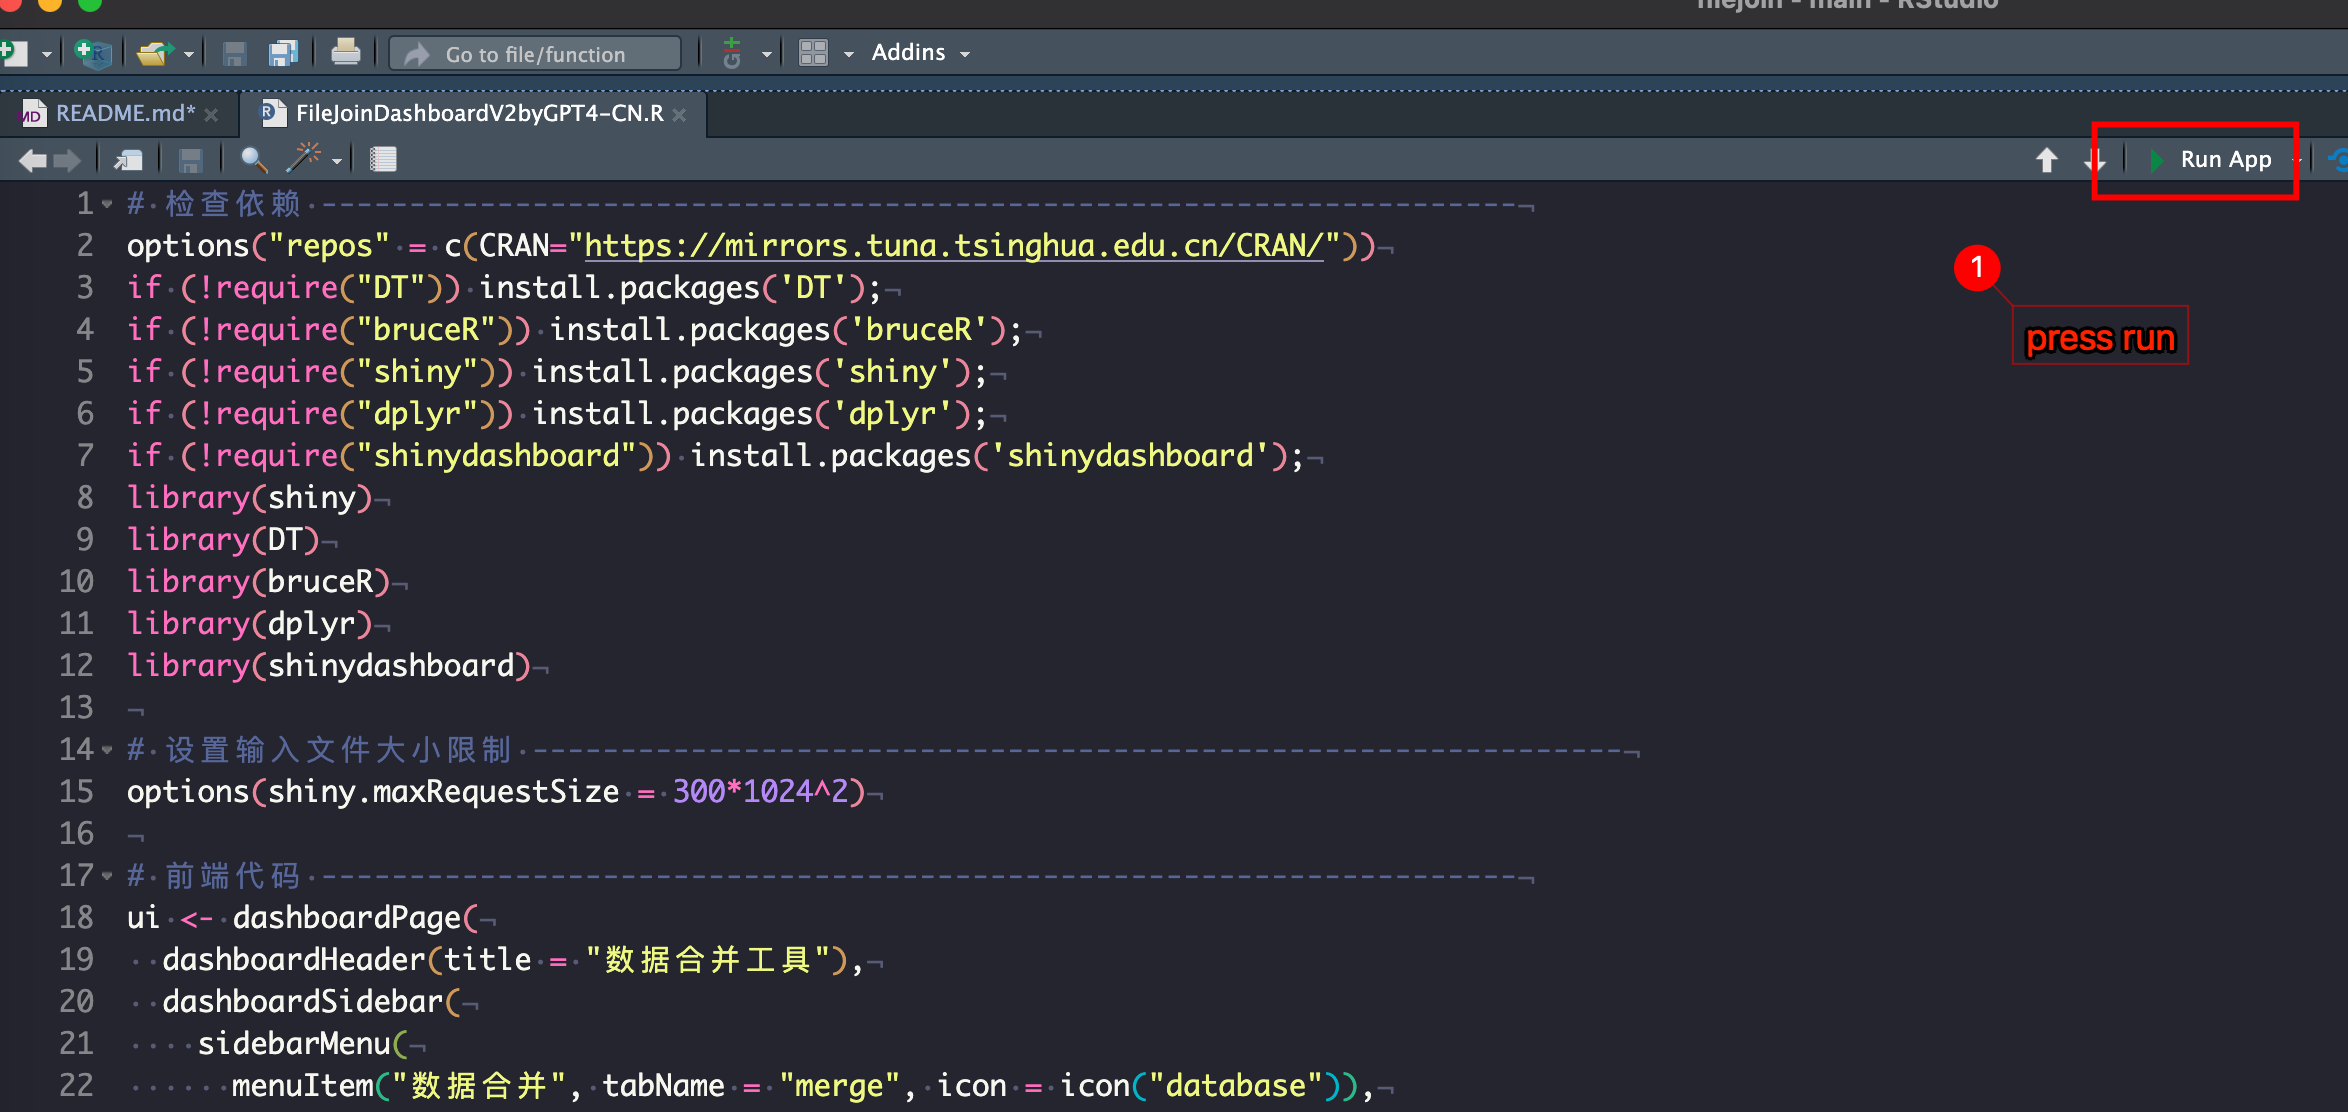 filejoin - main - RStudio
Go to file/function
Addins
README.md*
FileJoinDashboardV2byGPT4-CN.R
Run App
1
press run
1 # 检查依赖 --------------------------------------------------------------------
2 options("repos" = c(CRAN="https://mirrors.tuna.tsinghua.edu.cn/CRAN/"))
3 if (!require("DT")) install.packages('DT');
4 if (!require("bruceR")) install.packages('bruceR');
5 if (!require("shiny")) install.packages('shiny');
6 if (!require("dplyr")) install.packages('dplyr');
7 if (!require("shinydashboard")) install.packages('shinydashboard');
8 library(shiny)
9 library(DT)
10 library(bruceR)
11 library(dplyr)
12 library(shinydashboard)
13
14 # 设置输入文件大小限制 --------------------------------------------------------------
15 options(shiny.maxRequestSize = 300*1024^2)
16
17 # 前端代码 --------------------------------------------------------------------
18 ui <- dashboardPage(
19   dashboardHeader(title = "数据合并工具"),
20   dashboardSidebar(
21     sidebarMenu(
22       menuItem("数据合并", tabName = "merge", icon = icon("database")),